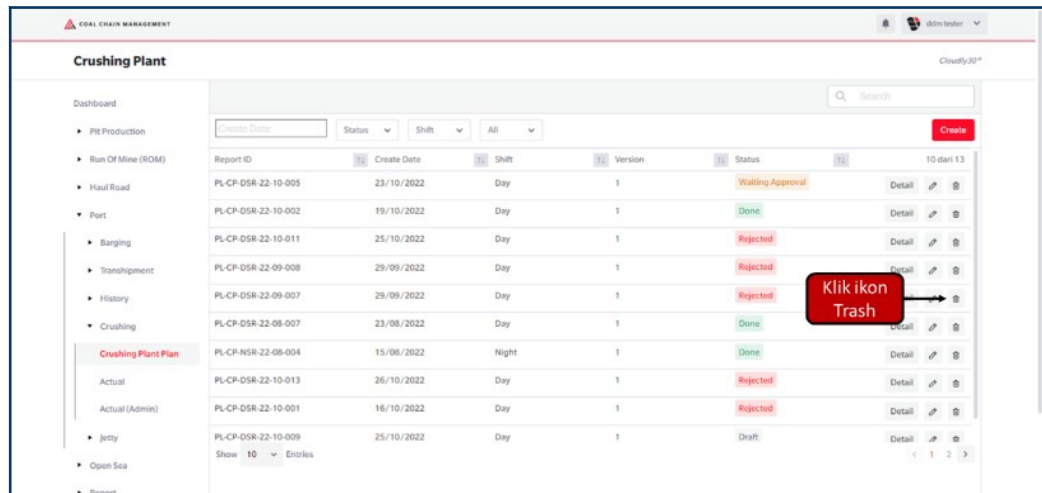 COAL CHAIN MANAGEMENT
ddm tester
Crushing Plant
Cloudly30°
Dashboard
Pit Production
Run Of Mine (ROM)
Haul Road
Port
Barging
Transhipment
History
Crushing
Crushing Plant Plan
Actual
Actual (Admin)
Jetty
Open Sea
Report
Search
Create Date Status Shift All Create
Report ID Create Date Shift Version Status 10 dari 13
PL-CP-DSR-22-10-005 23/10/2022 Day 1 Waiting Approval Detail
PL-CP-DSR-22-10-002 19/10/2022 Day 1 Done Detail
PL-CP-DSR-22-10-011 25/10/2022 Day 1 Rejected Detail
PL-CP-DSR-22-09-008 29/09/2022 Day 1 Rejected Detail
PL-CP-DSR-22-09-007 29/09/2022 Day 1 Rejected
Klik ikon
Trash
PL-CP-DSR-22-08-007 23/08/2022 Day 1 Done Detail
PL-CP-NSR-22-08-004 15/08/2022 Night 1 Done Detail
PL-CP-DSR-22-10-013 26/10/2022 Day 1 Rejected Detail
PL-CP-DSR-22-10-001 16/10/2022 Day 1 Rejected Detail
PL-CP-DSR-22-10-009 25/10/2022 Day 1 Draft Detail
Show 10 Entries < 1 2 >